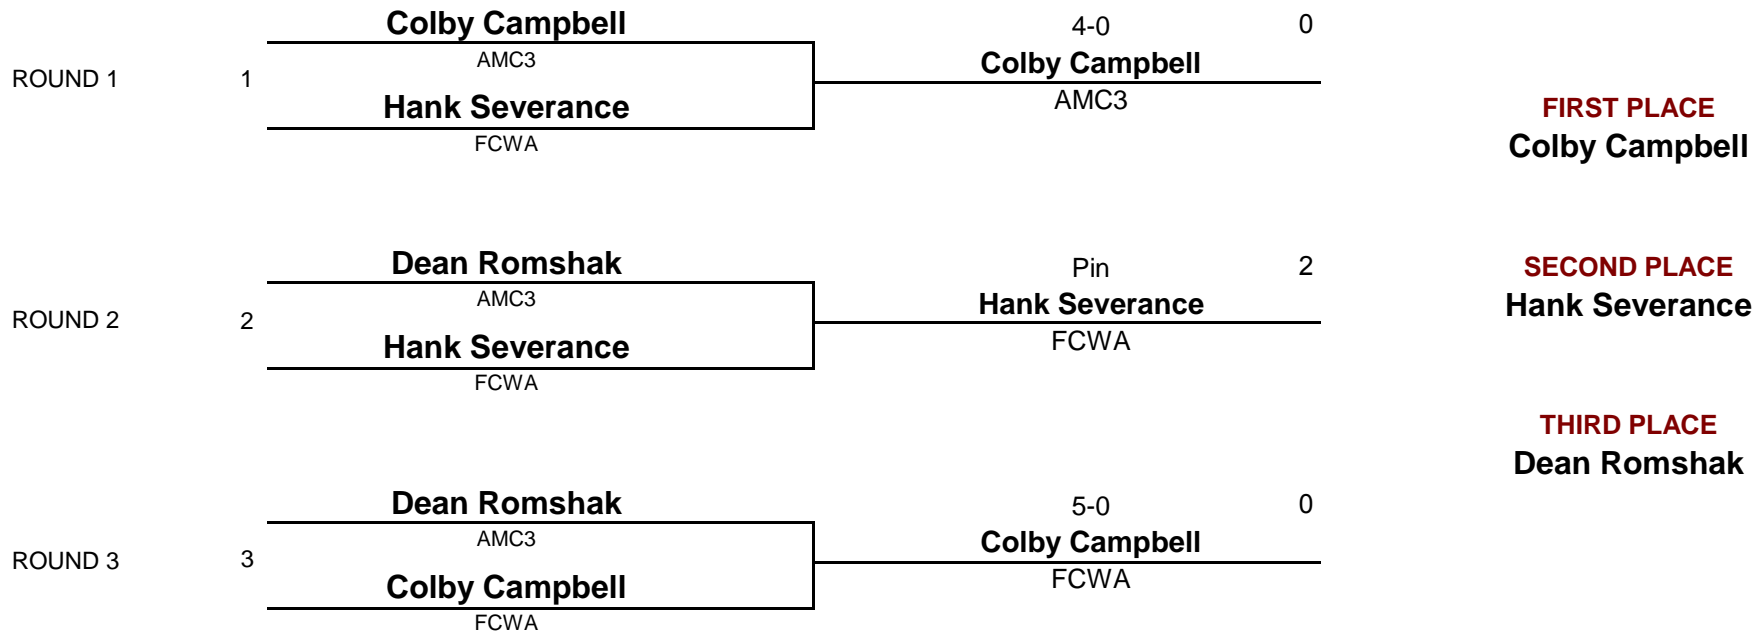 Colby Campbell
4-0 0
AMC3
Colby Campbell
ROUND 1 1
Hank Severance
AMC3
FCWA
FIRST PLACE
Colby Campbell
Dean Romshak
Pin 2
AMC3
Hank Severance
ROUND 2 2
Hank Severance
FCWA
FCWA
SECOND PLACE
Hank Severance
THIRD PLACE
Dean Romshak
Dean Romshak
5-0 0
AMC3
Colby Campbell
ROUND 3 3
Colby Campbell
FCWA
FCWA